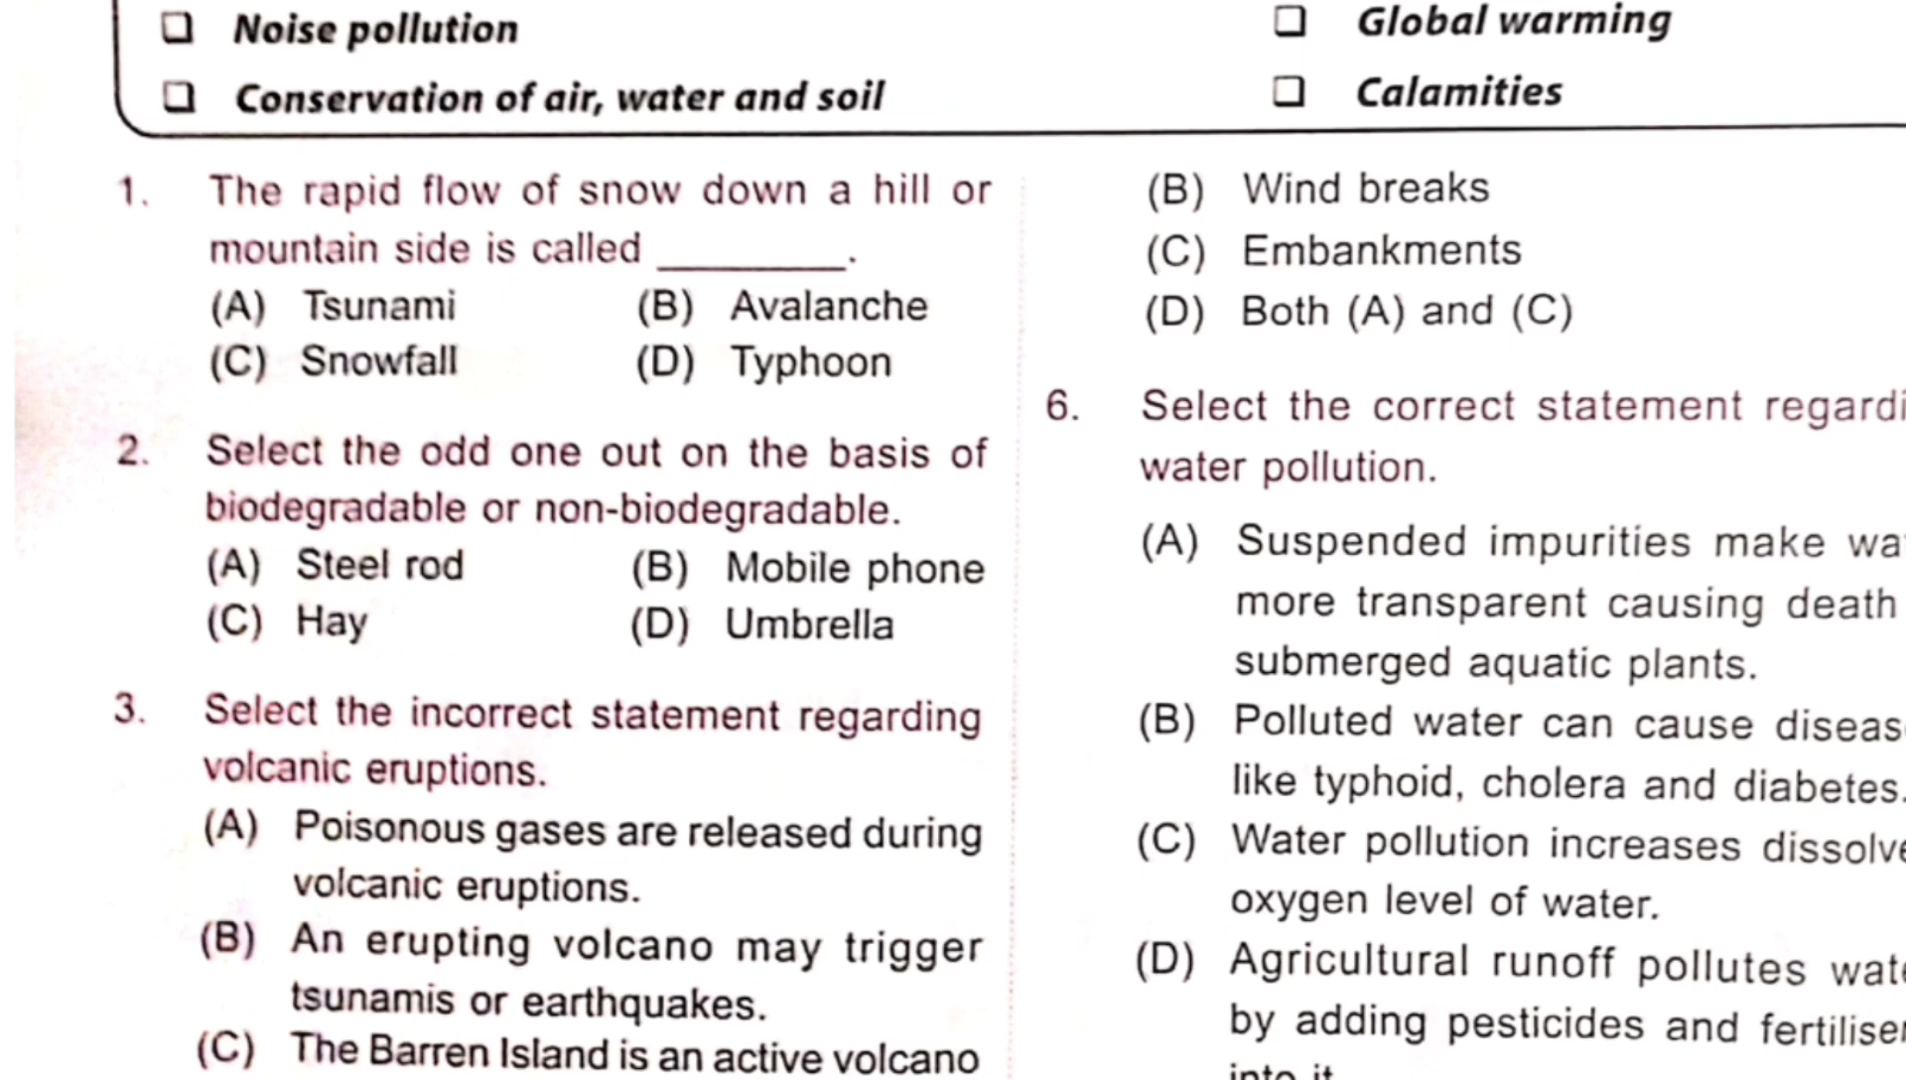 Noise pollution
Global warming
Conservation of air, water and soil
Calamities
1. The rapid flow of snow down a hill or
mountain side is called ________.
(A) Tsunami (B) Avalanche
(C) Snowfall (D) Typhoon
2. Select the odd one out on the basis of
biodegradable or non-biodegradable.
(A) Steel rod (B) Mobile phone
(C) Hay (D) Umbrella
3. Select the incorrect statement regarding
volcanic eruptions.
(A) Poisonous gases are released during
volcanic eruptions.
(B) An erupting volcano may trigger
tsunamis or earthquakes.
(C) The Barren Island is an active volcano
(B) Wind breaks
(C) Embankments
(D) Both (A) and (C)
6. Select the correct statement
water pollution.
(A) Suspended impurities make
more transparent causing death
submerged aquatic plants.
(B) Polluted water can cause
like typhoid, cholera and diabetes.
(C) Water pollution increases
oxygen level of water.
(D) Agricultural runoff pollutes
by adding pesticides and
into it